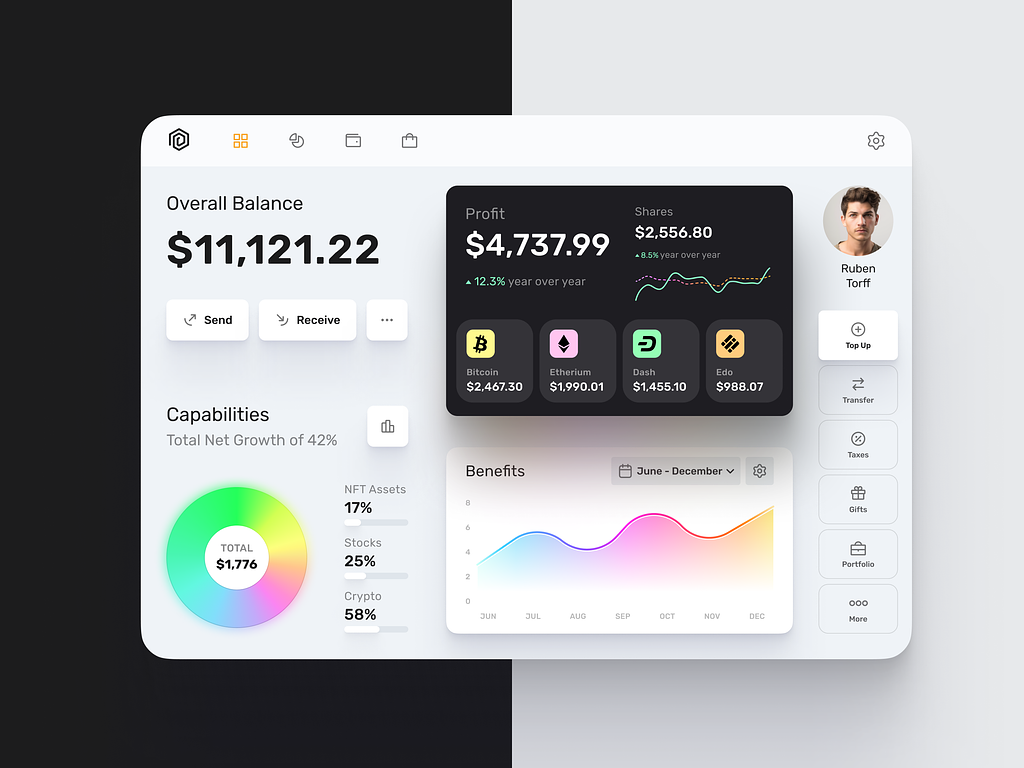 Overall Balance
$11,121.22
Send
Receive
Capabilities
Total Net Growth of 42%
TOTAL
$1,776
NFT Assets
17%
Stocks
25%
Crypto
58%
Profit
$4,737.99
12.3% year over year
Shares
$2,556.80
8.5% year over year
Bitcoin
$2,467.30
Etherium
$1,990.01
Dash
$1,455.10
Edo
$988.07
Benefits
June - December
8
6
4
2
0
JUN JUL AUG SEP OCT NOV DEC
Ruben
Torff
Top Up
Transfer
Taxes
Gifts
Portfolio
More